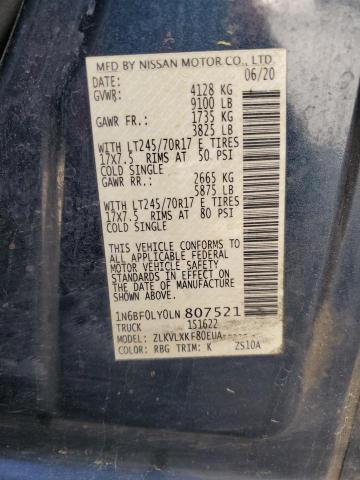 MFD BY NISSAN MOTOR CO., LTD.
DATE: 06/20
GVWR: 4128 KG
9100 LB
GAWR FR.: 1735 KG
3825 LB
WITH LT245/70R17 E TIRES
17X7.5 RIMS AT 50 PSI
COLD SINGLE
GAWR RR.: 2665 KG
5875 LB
WITH LT245/70R17 E TIRES
17X7.5 RIMS AT 80 PSI
COLD SINGLE
THIS VEHICLE CONFORMS TO
ALL APPLICABLE FEDERAL
MOTOR VEHICLE SAFETY
STANDARDS IN EFFECT ON
THE DATE OF MANUFACTURE
SHOWN ABOVE.
1N6BF0LY0LN807521
TRUCK 151622
MODEL: ZLKVLXKF80EUA
COLOR: RBG TRIM: K ZS10A